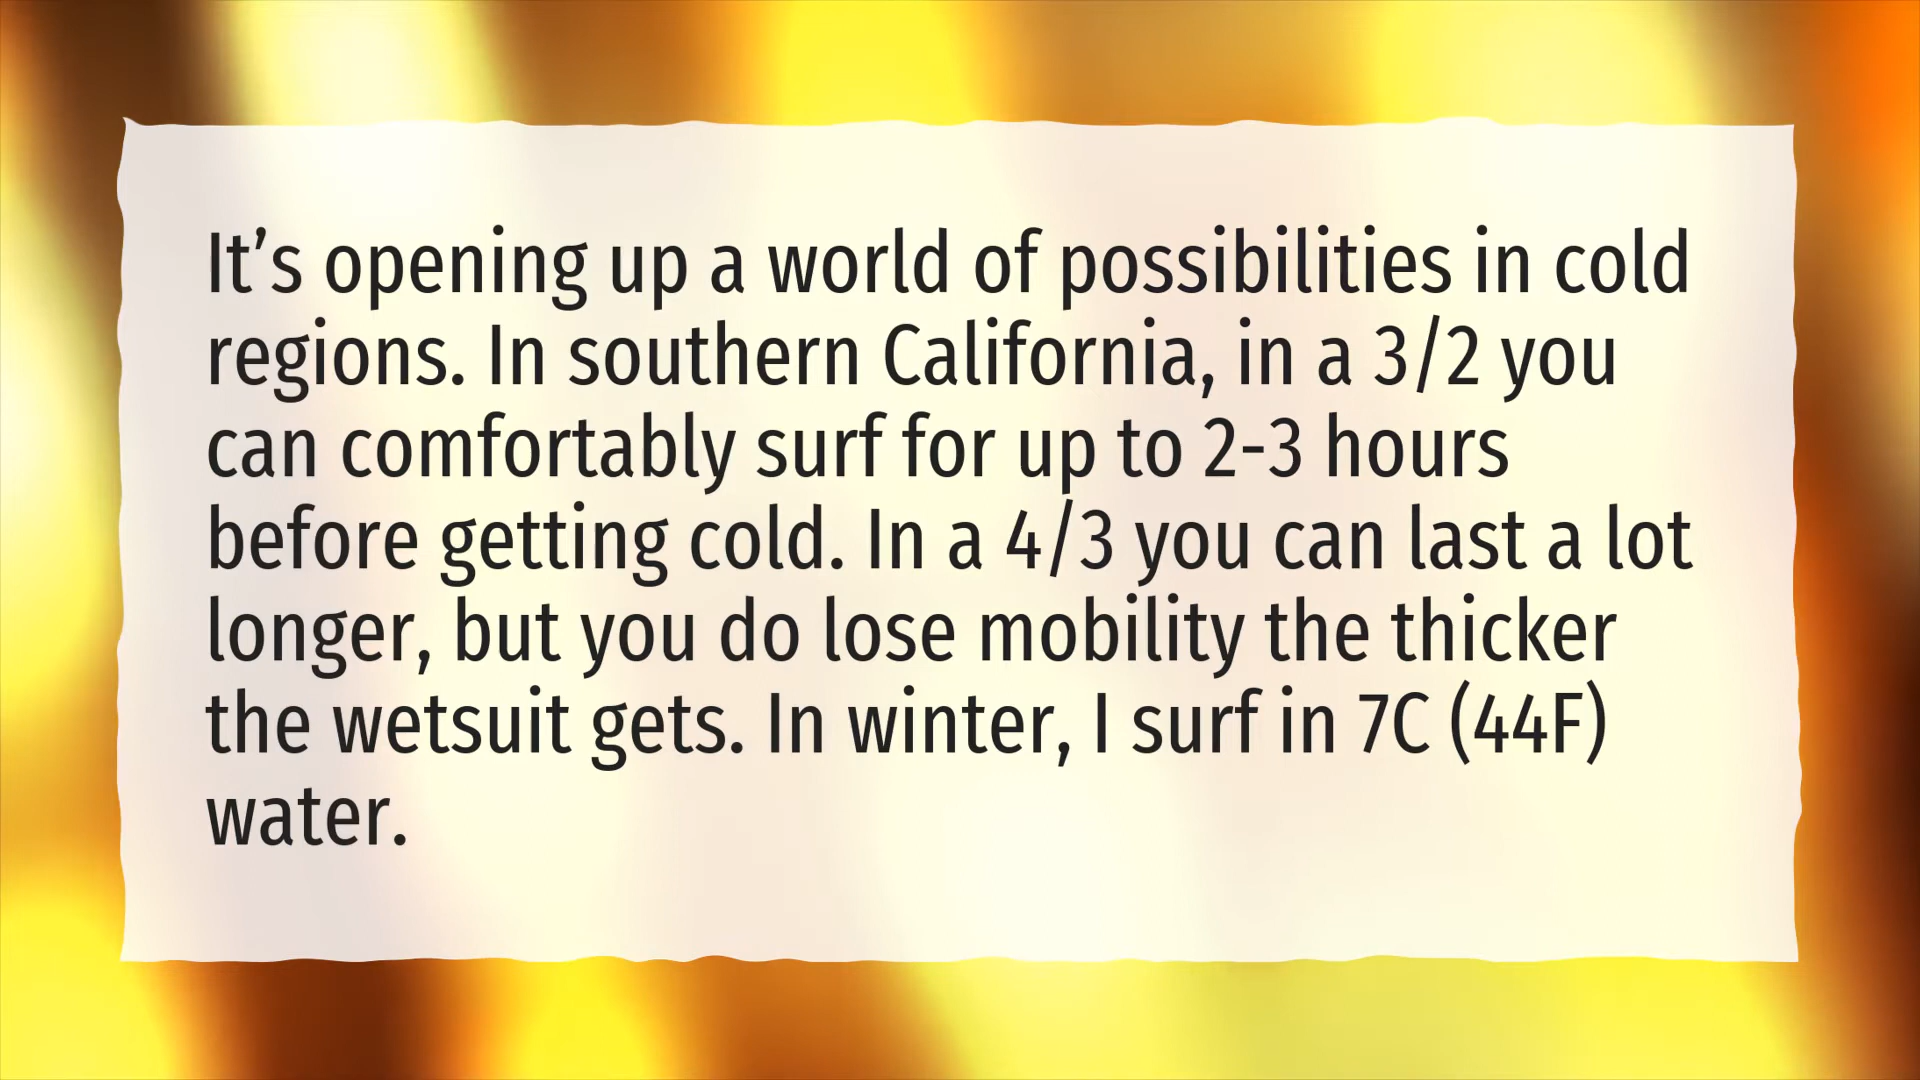 It’s opening up a world of possibilities in cold
regions. In southern California, in a 3/2 you
can comfortably surf for up to 2-3 hours
before getting cold. In a 4/3 you can last a lot
longer, but you do lose mobility the thicker
the wetsuit gets. In winter, I surf in 7C (44F)
water.